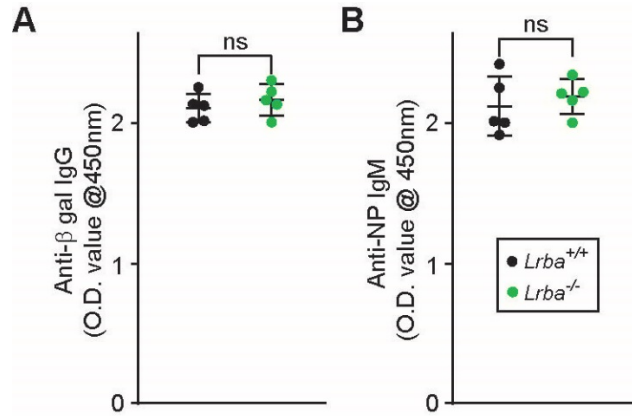 A
ns
2
1
0
Anti-β gal IgG
(O.D. value @450nm)
B
ns
2
1
0
Anti-NP IgM
(O.D. value @ 450nm)
Lrba+/+
Lrba-/-